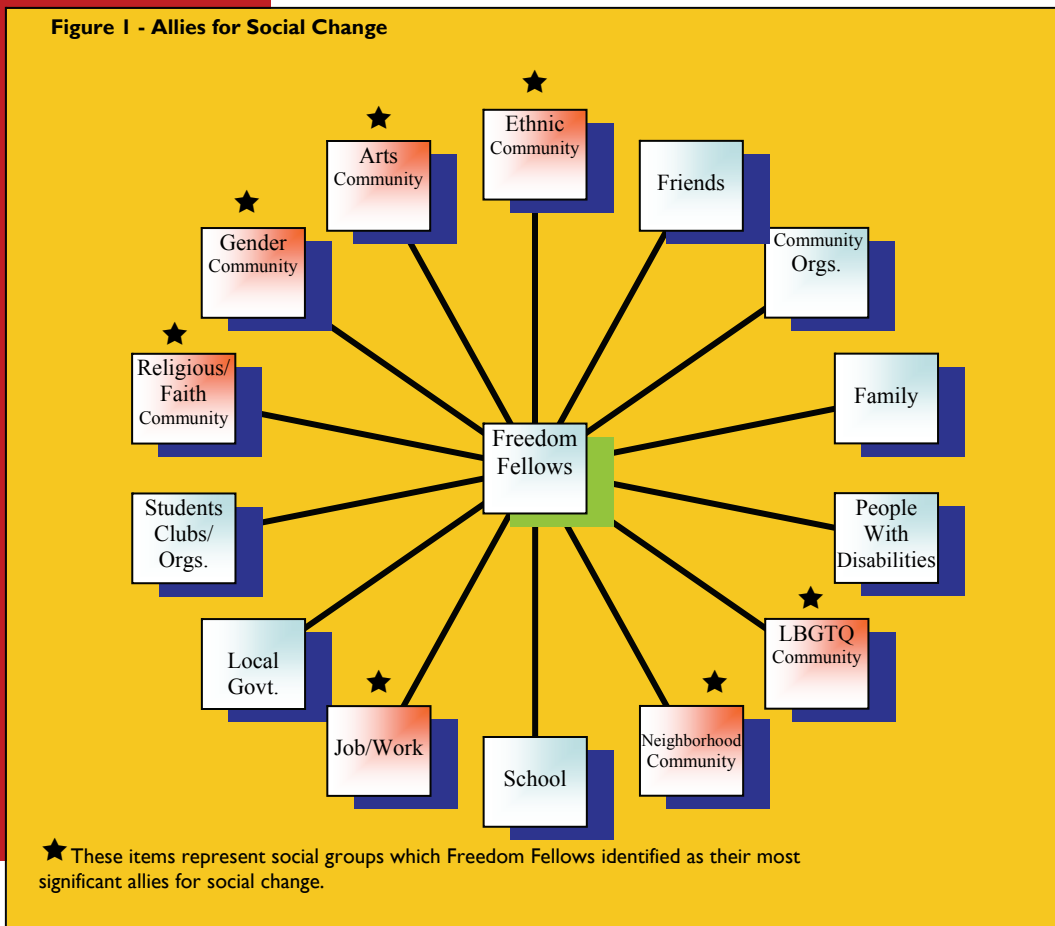 Figure 1 - Allies for Social Change
Ethnic
Community
Arts
Community
Friends
Gender
Community
Community
Orgs.
Religious/
Faith
Community
Family
Freedom
Fellows
Students
Clubs/
Orgs.
People
With
Disabilities
Local
Govt.
LBGTQ
Community
Job/Work
Neighborhood
Community
School
These items represent social groups which Freedom Fellows identified as their most
significant allies for social change.